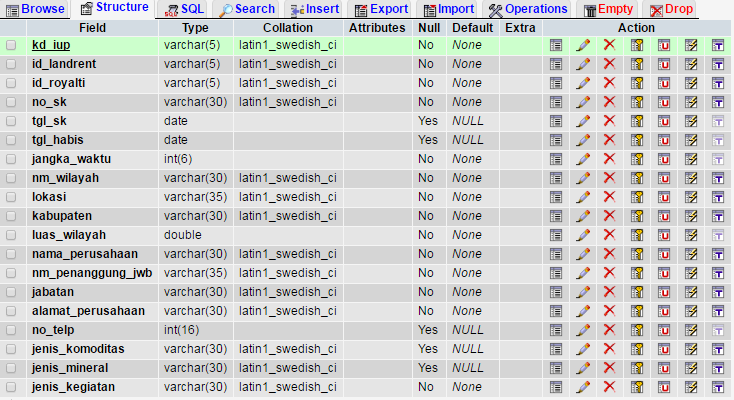 Browse Structure SQL Search Insert Export Import Operations Empty Drop
Field Type Collation Attributes Null Default Extra Action
kd_iup varchar(5) latin1_swedish_ci No None
id_landrent varchar(5) latin1_swedish_ci No None
id_royalti varchar(5) latin1_swedish_ci No None
no_sk varchar(30) latin1_swedish_ci No None
tgl_sk date Yes NULL
tgl_habis date Yes NULL
jangka_waktu int(6) No None
nm_wilayah varchar(30) latin1_swedish_ci No None
lokasi varchar(35) latin1_swedish_ci No None
kabupaten varchar(30) latin1_swedish_ci No None
luas_wilayah double No None
nama_perusahaan varchar(30) latin1_swedish_ci No None
nm_penanggung_jwb varchar(35) latin1_swedish_ci No None
jabatan varchar(30) latin1_swedish_ci No None
alamat_perusahaan varchar(30) latin1_swedish_ci No None
no_telp int(16) Yes NULL
jenis_komoditas varchar(30) latin1_swedish_ci Yes NULL
jenis_mineral varchar(30) latin1_swedish_ci Yes NULL
jenis_kegiatan varchar(30) latin1_swedish_ci No None